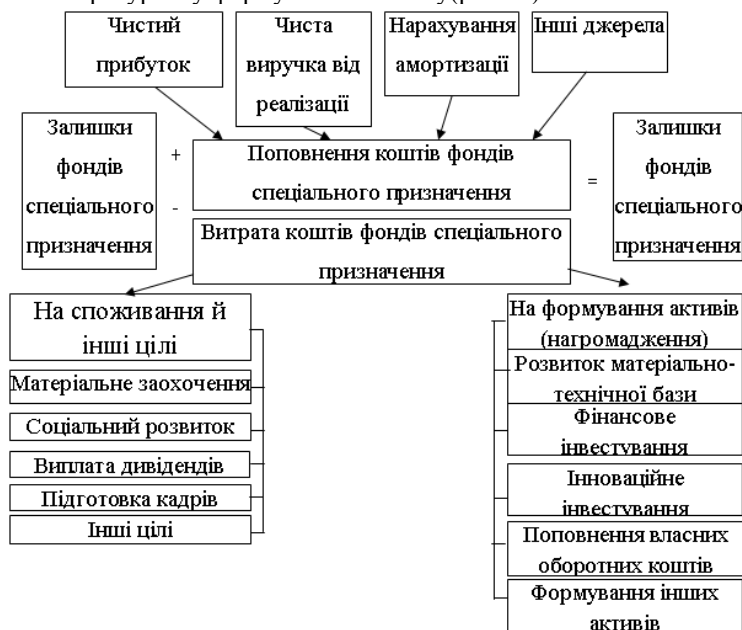 Чистий
прибуток
Чиста
виручка від
реалізації
Нарахування
амортизації
Інші джерела
Залишки
фондів
спеціального
призначення
+
-
Поповнення коштів фондів
спеціального призначення
Витрата коштів фондів спеціального
призначення
=
Залишки
фондів
спеціального
призначення
На споживання й
інші цілі
Матеріальне заохочення
Соціальний розвиток
Виплата дивідендів
Підготовка кадрів
Інші цілі
На формування активів
(нагромадження)
Розвиток матеріально-
технічної бази
Фінансове
інвестування
Інноваційне
інвестування
Поповнення власних
оборотних коштів
Формування інших
активів